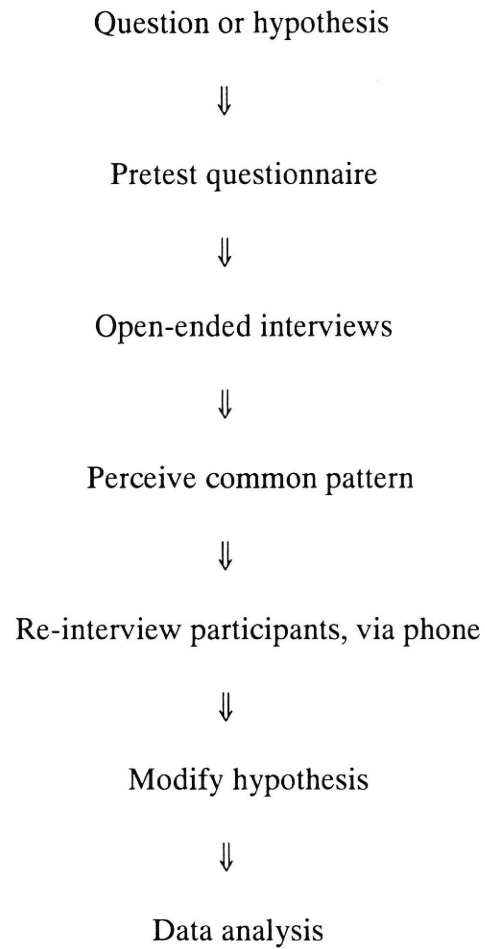 Question or hypothesis
⇓
Pretest questionnaire
⇓
Open-ended interviews
⇓
Perceive common pattern
⇓
Re-interview participants, via phone
⇓
Modify hypothesis
⇓
Data analysis